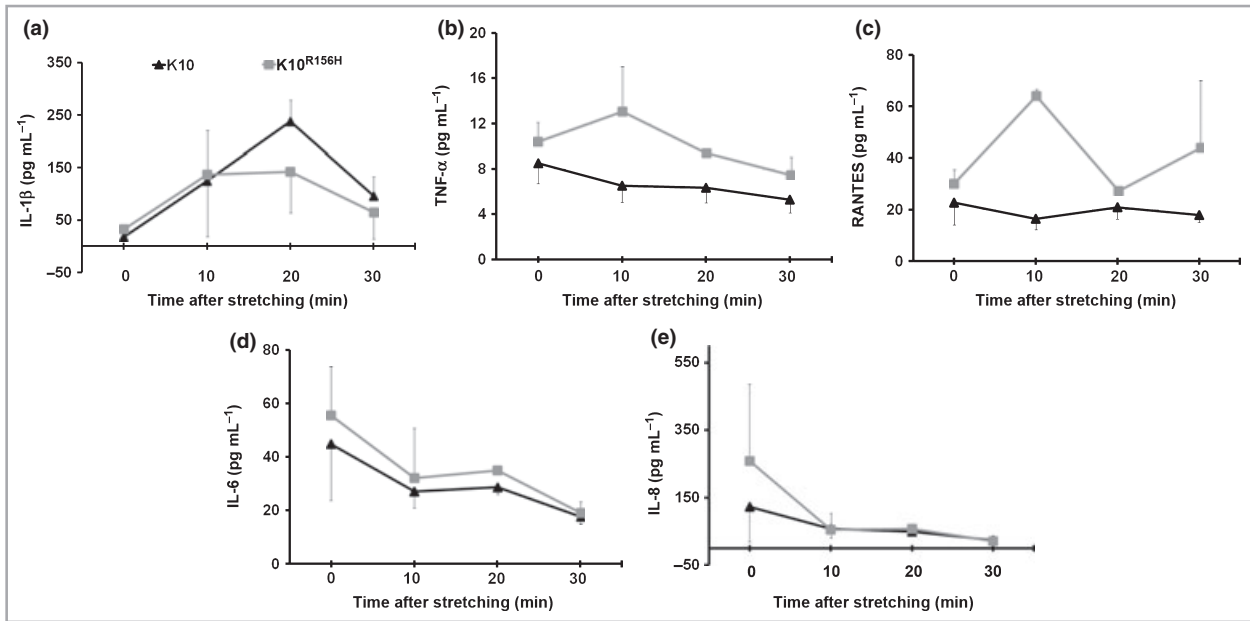 (a)
K10
K10R156H
350
250
150
50
–50
IL-1β (pg mL–1)
0 10 20 30
Time after stretching (min)
(b)
20
16
12
8
4
0
TNF-α (pg mL–1)
0 10 20 30
Time after stretching (min)
(c)
80
60
40
20
0
RANTES (pg mL–1)
0 10 20 30
Time after stretching (min)
(d)
80
60
40
20
0
IL-6 (pg mL–1)
0 10 20 30
Time after stretching (min)
(e)
550
350
150
–50
IL-8 (pg mL–1)
0 10 20 30
Time after stretching (min)